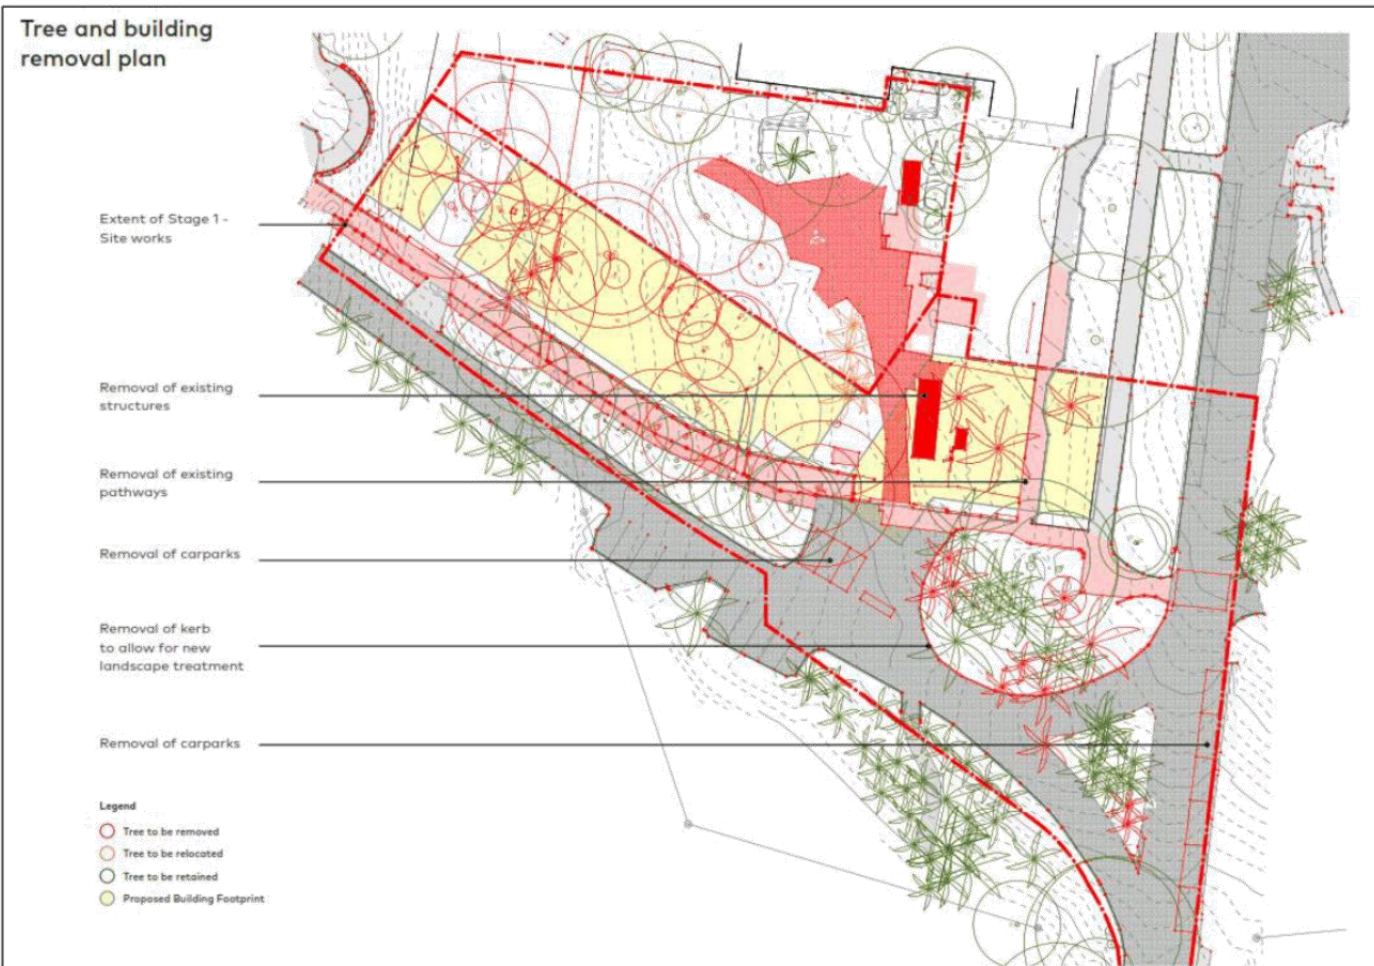 Tree and building
removal plan
Extent of Stage 1 -
Site works
Removal of existing
structures
Removal of existing
pathways
Removal of carparks
Removal of kerb
to allow for new
landscape treatment
Removal of carparks
Legend
Tree to be removed
Tree to be relocated
Tree to be retained
Proposed Building Footprint